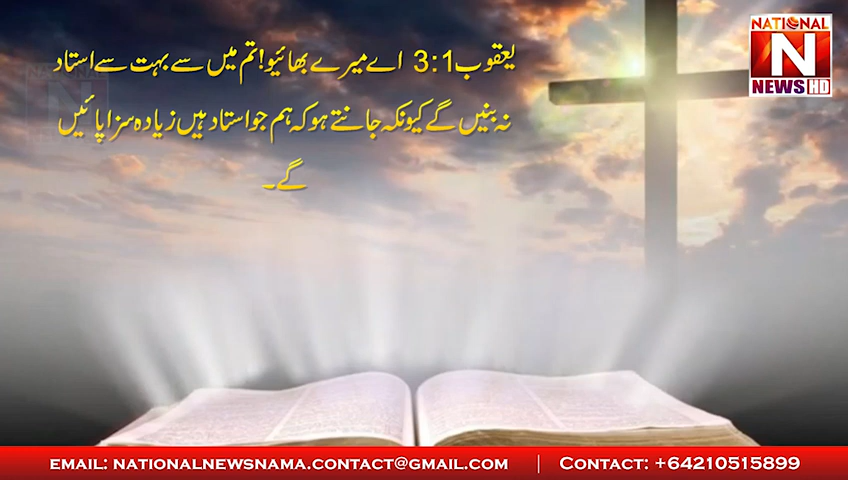 یعقوب 3:1 اے میرے بھائیو! تم میں سے بہت سے استاد
نہ بنیں گے کیونکہ جانتے ہو کہ ہم جو استاد ہیں زیادہ سزا پائیں
گے۔
NATIONAL
N
NEWS HD
EMAIL: NATIONALNEWSNAMA.CONTACT@GMAIL.COM | CONTACT: +64210515899